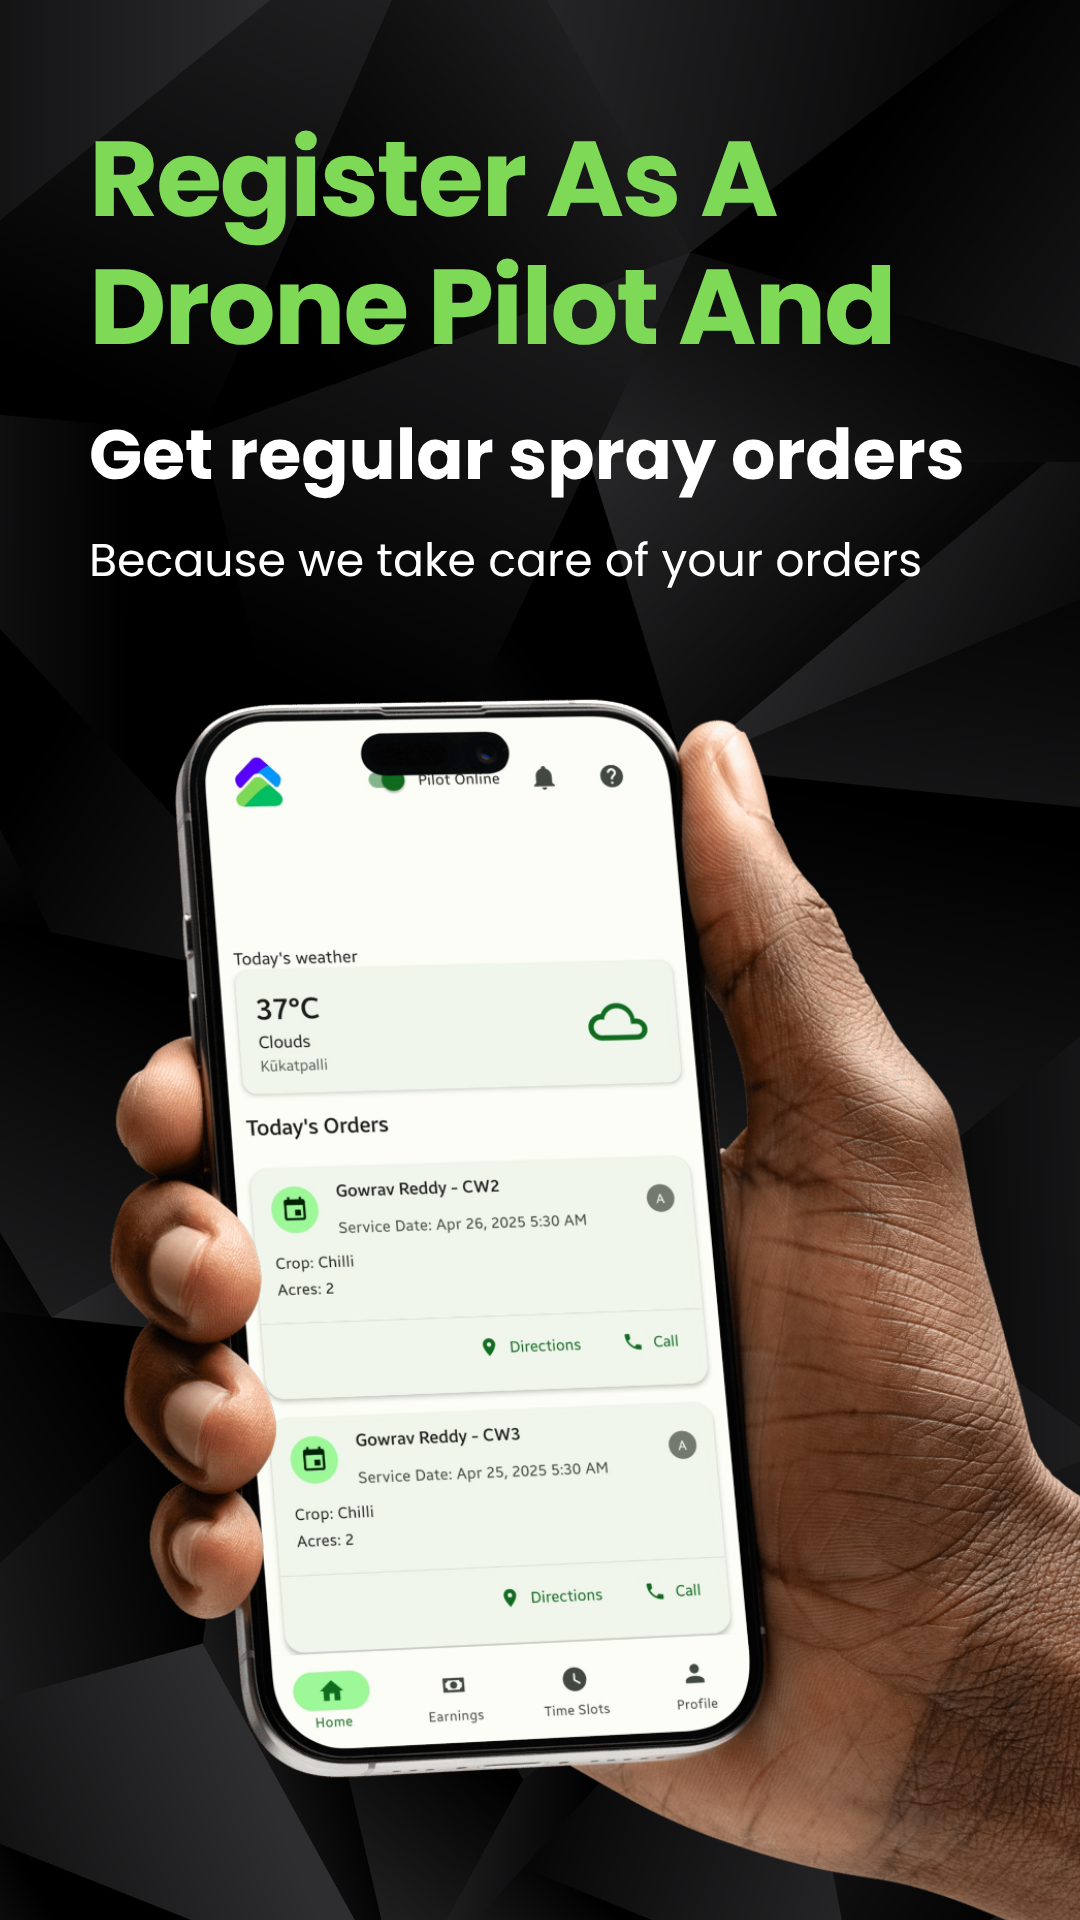 Register As A
Drone Pilot And
Get regular spray orders
Because we take care of your orders
Pilot Online
Today's weather
37°C
Clouds
Kūkatpalli
Today's Orders
Gowrav Reddy - CW2
A
Service Date: Apr 26, 2025 5:30 AM
Crop: Chilli
Acres: 2
Directions Call
Gowrav Reddy - CW3
A
Service Date: Apr 25, 2025 5:30 AM
Crop: Chilli
Acres: 2
Directions Call
Home Earnings Time Slots Profile